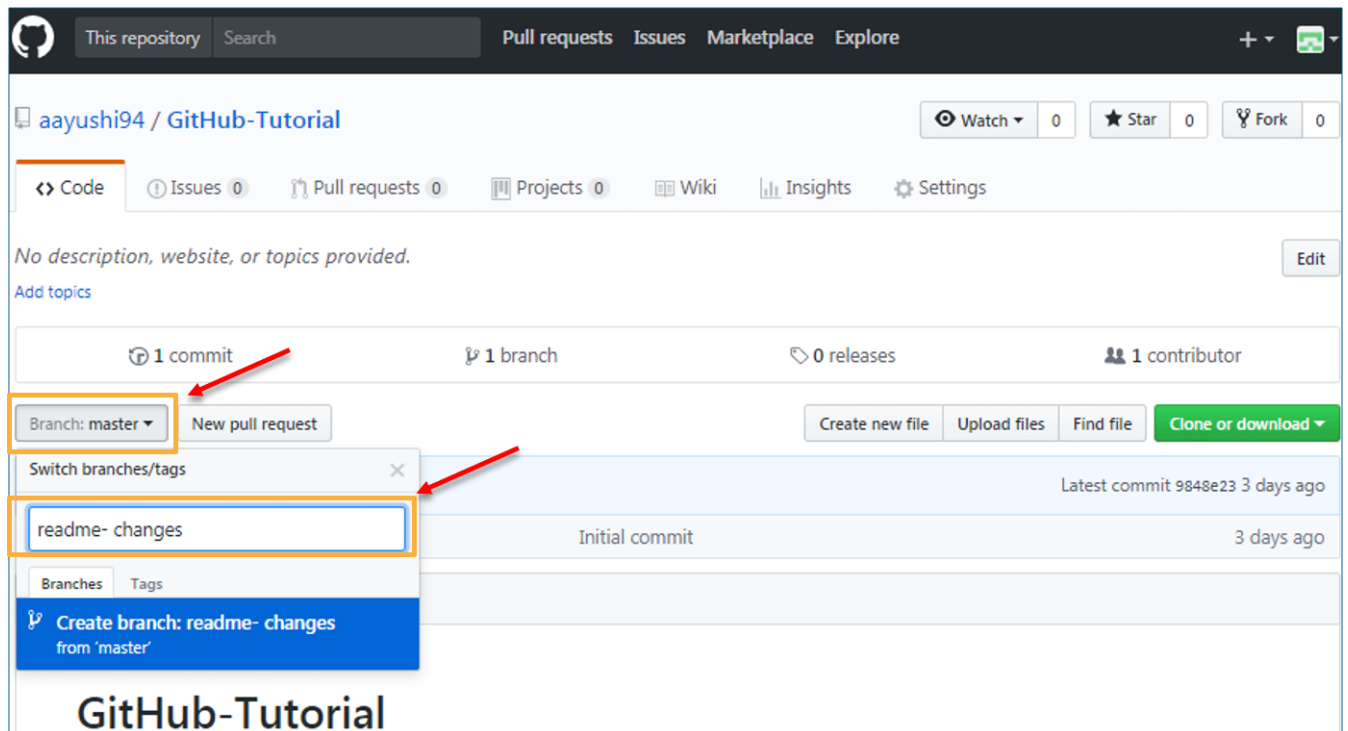 This repository Search Pull requests Issues Marketplace Explore
aayushi94 / GitHub-Tutorial Watch 0 Star 0 Fork 0
Code Issues 0 Pull requests 0 Projects 0 Wiki Insights Settings
No description, website, or topics provided. Edit
Add topics
1 commit 1 branch 0 releases 1 contributor
Branch: master New pull request Create new file Upload files Find file Clone or download
Switch branches/tags
Latest commit 9848e23 3 days ago
readme- changes
Initial commit 3 days ago
Branches Tags
Create branch: readme- changes
from ‘master’
GitHub-Tutorial